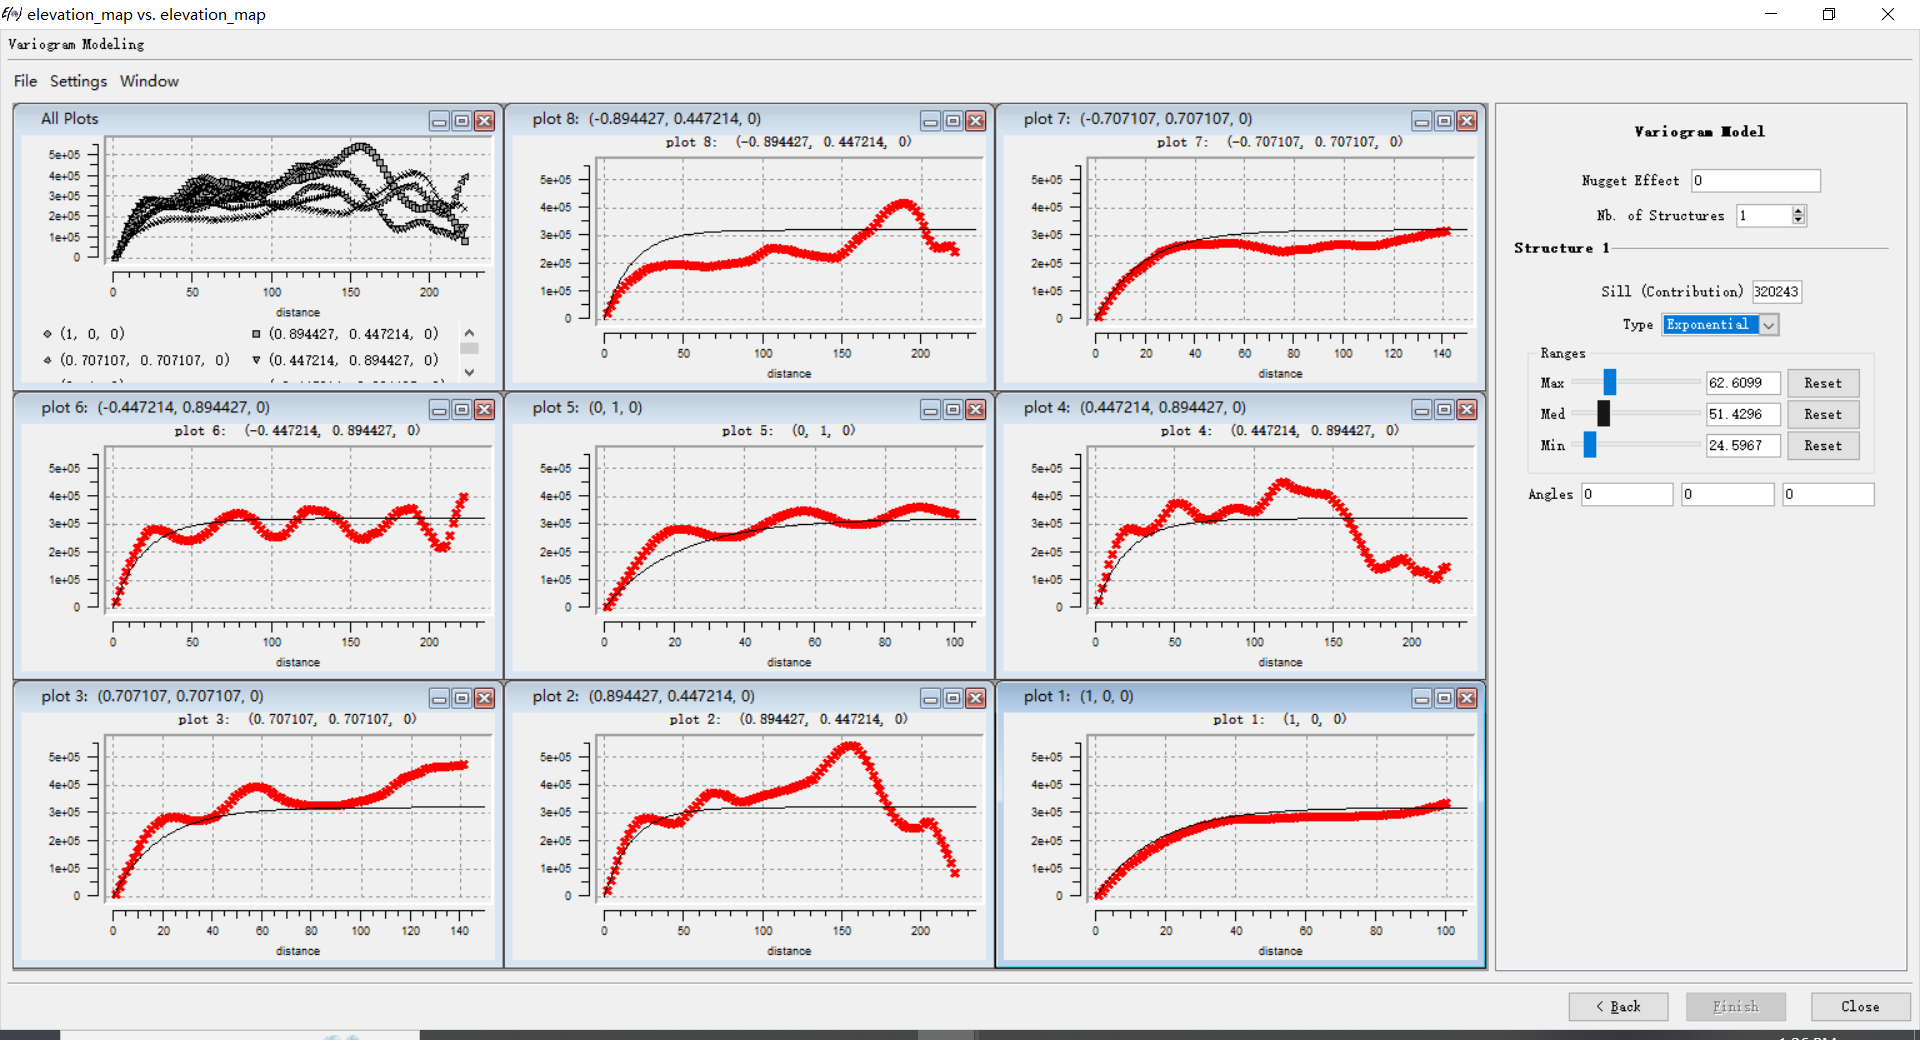 elevation_map vs. elevation_map
Variogram Modeling
File Settings Window
All Plots
5e+05
4e+05
3e+05
2e+05
1e+05
0
0 50 100 150 200
distance
(1, 0, 0) (0.894427, 0.447214, 0)
(0.707107, 0.707107, 0) (0.447214, 0.894427, 0)
plot 8: (-0.894427, 0.447214, 0)
plot 8: (-0.894427, 0.447214, 0)
5e+05
4e+05
3e+05
2e+05
1e+05
0
0 50 100 150 200
distance
plot 7: (-0.707107, 0.707107, 0)
plot 7: (-0.707107, 0.707107, 0)
5e+05
4e+05
3e+05
2e+05
1e+05
0
0 20 40 60 80 100 120 140
distance
plot 6: (-0.447214, 0.894427, 0)
plot 6: (-0.447214, 0.894427, 0)
5e+05
4e+05
3e+05
2e+05
1e+05
0
0 50 100 150 200
distance
plot 5: (0, 1, 0)
plot 5: (0, 1, 0)
5e+05
4e+05
3e+05
2e+05
1e+05
0
0 20 40 60 80 100
distance
plot 4: (0.447214, 0.894427, 0)
plot 4: (0.447214, 0.894427, 0)
5e+05
4e+05
3e+05
2e+05
1e+05
0
0 50 100 150 200
distance
plot 3: (0.707107, 0.707107, 0)
plot 3: (0.707107, 0.707107, 0)
5e+05
4e+05
3e+05
2e+05
1e+05
0
0 20 40 60 80 100 120 140
distance
plot 2: (0.894427, 0.447214, 0)
plot 2: (0.894427, 0.447214, 0)
5e+05
4e+05
3e+05
2e+05
1e+05
0
0 50 100 150 200
distance
plot 1: (1, 0, 0)
plot 1: (1, 0, 0)
5e+05
4e+05
3e+05
2e+05
1e+05
0
0 20 40 60 80 100
distance
Variogram Model
Nugget Effect 0
Nb. of Structures 1
Structure 1
Sill (Contribution) 320243
Type Exponential
Ranges
Max 62.6099 Reset
Med 51.4296 Reset
Min 24.5967 Reset
Angles 0 0 0
< Back Finish Close